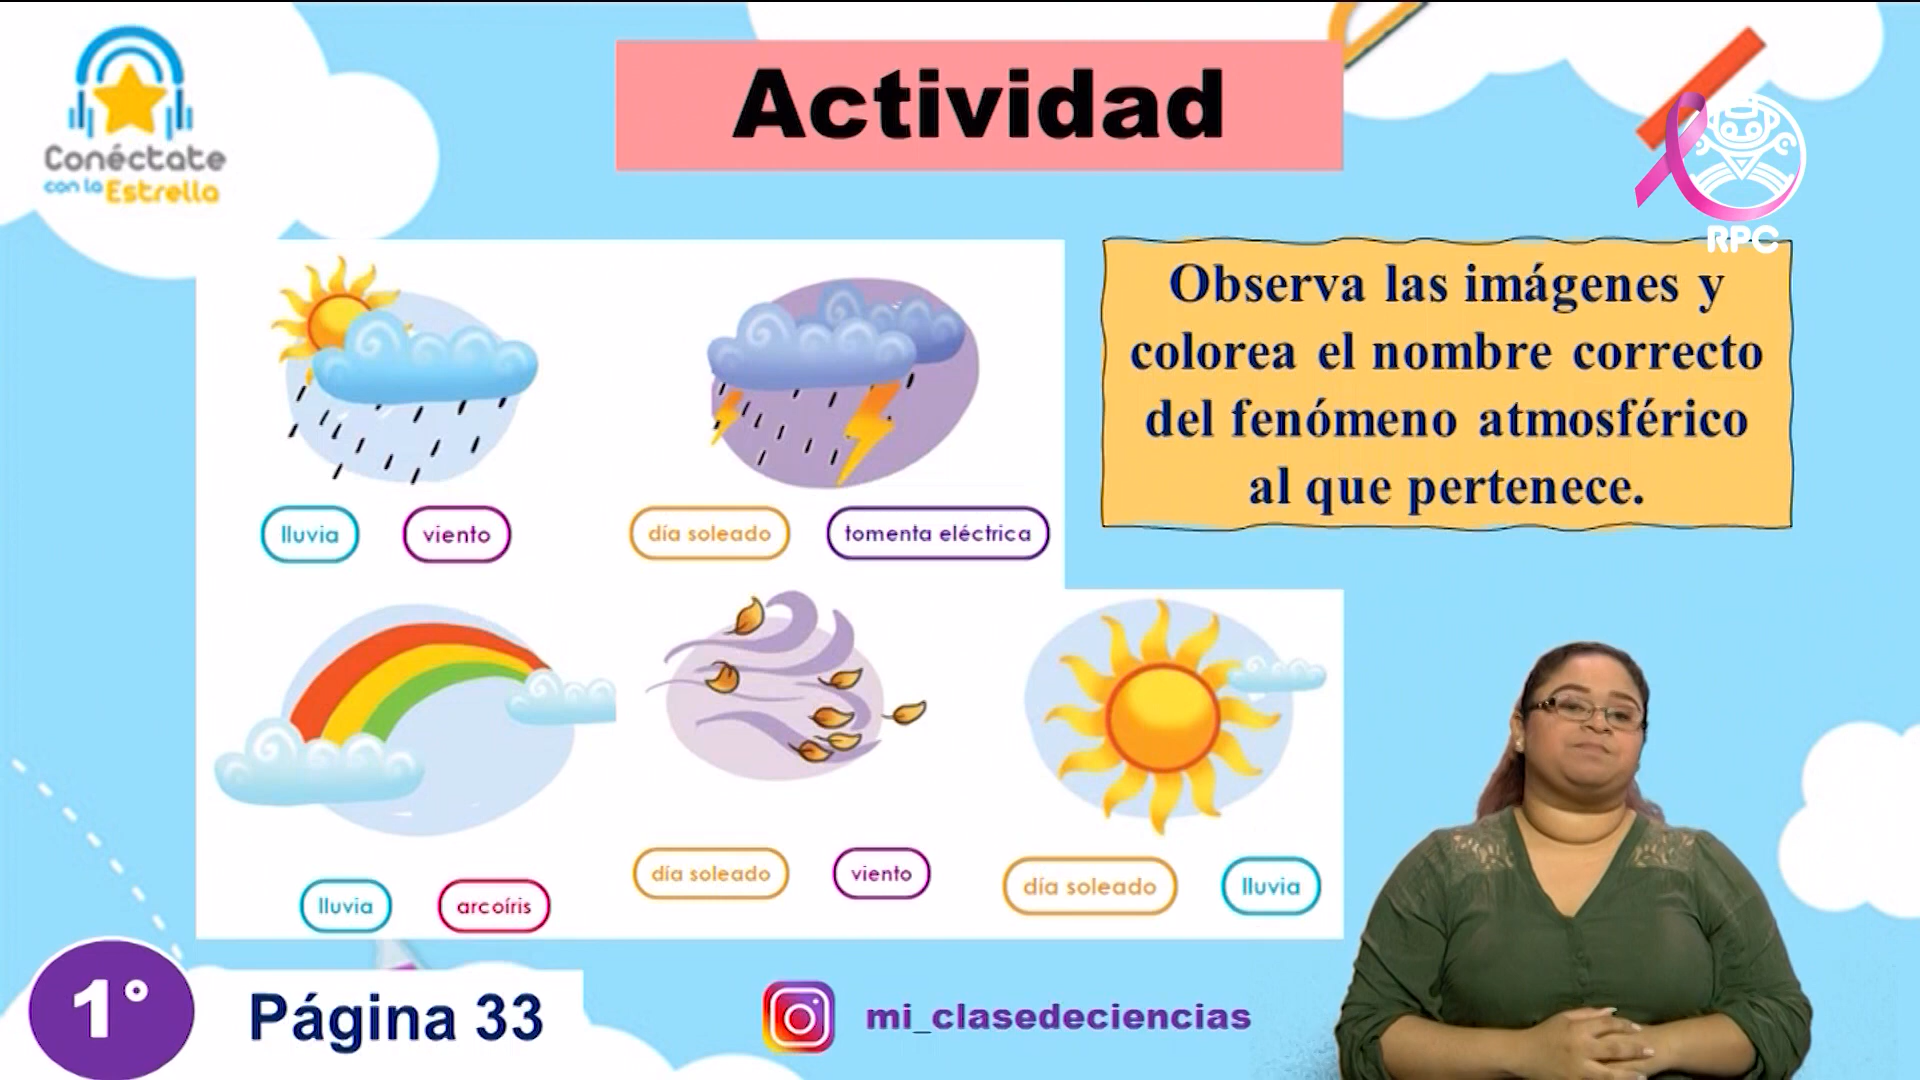 Conéctate
con la Estrella
Actividad
RPC
Observa las imágenes y
colorea el nombre correcto
del fenómeno atmosférico
al que pertenece.
lluvia
viento
día soleado
tomenta eléctrica
lluvia
arcoíris
día soleado
viento
día soleado
lluvia
1°
Página 33
mi_clasedeciencias